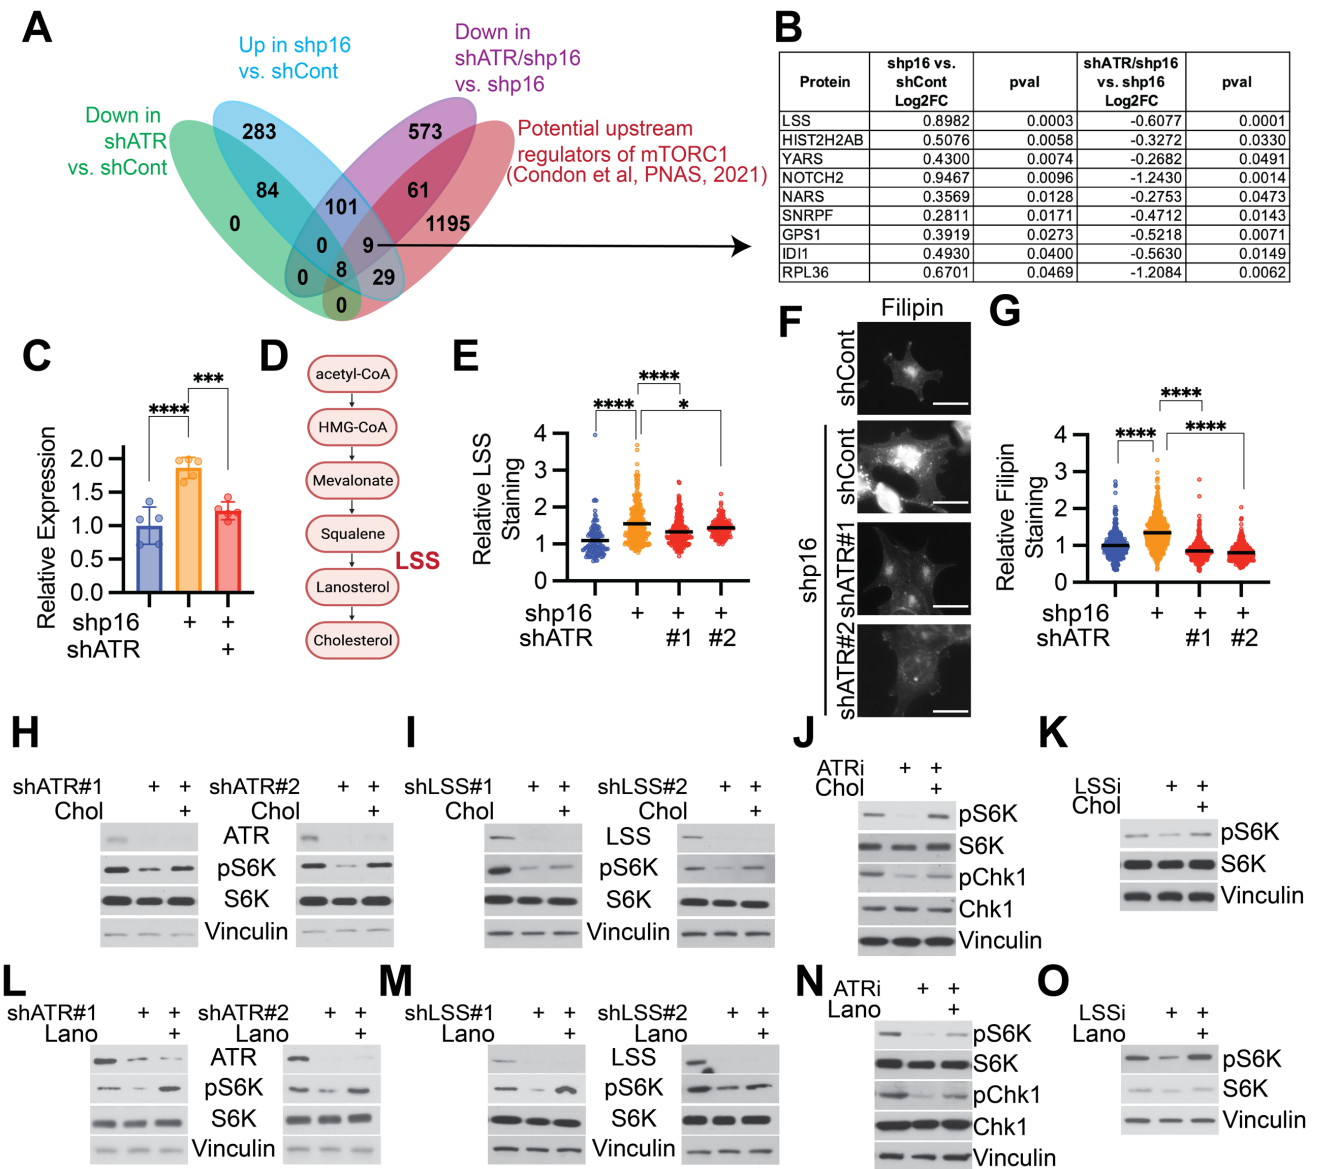 A
Up in shp16
vs. shCont
Down in
shATR/shp16
vs. shp16
Down in
shATR
vs. shCont
Potential upstream
regulators of mTORC1
(Condon et al, PNAS, 2021)
283
573
84
101
61
0
1195
0
9
0
8
29
0
B
Protein
shp16 vs.
shCont
Log2FC
pval
shATR/shp16
vs. shp16
Log2FC
pval
LSS 0.8982 0.0003 -0.6077 0.0001
HIST2H2AB 0.5076 0.0058 -0.3272 0.0330
YARS 0.4300 0.0074 -0.2682 0.0491
NOTCH2 0.9467 0.0096 -1.2430 0.0014
NARS 0.3569 0.0128 -0.2753 0.0473
SNRPF 0.2811 0.0171 -0.4712 0.0143
GPS1 0.3919 0.0273 -0.5218 0.0071
IDI1 0.4930 0.0400 -0.5630 0.0149
RPL36 0.6701 0.0469 -1.2084 0.0062
C
Relative Expression
2.0
1.5
1.0
0.5
0.0
****
***
shp16 + +
shATR +
D
acetyl-CoA
HMG-CoA
Mevalonate
Squalene
LSS
Lanosterol
Cholesterol
E
Relative LSS
Staining
4
3
2
1
0
****
****
*
shp16 + + +
shATR #1 #2
F
Filipin
shCont
shCont
shATR#1
shATR#2
shp16
G
Relative Filipin
Staining
4
3
2
1
0
****
****
****
shp16 + + +
shATR #1 #2
H
shATR#1 + +
Chol +
shATR#2 + +
Chol +
ATR
pS6K
S6K
Vinculin
I
shLSS#1 + +
Chol +
shLSS#2 + +
Chol +
LSS
pS6K
S6K
Vinculin
J
ATRi + +
Chol +
pS6K
S6K
pChk1
Chk1
Vinculin
K
LSSi + +
Chol +
pS6K
S6K
Vinculin
L
shATR#1 + +
Lano +
shATR#2 + +
Lano +
ATR
pS6K
S6K
Vinculin
M
shLSS#1 + +
Lano +
shLSS#2 + +
Lano +
LSS
pS6K
S6K
Vinculin
N
ATRi + +
Lano +
pS6K
S6K
pChk1
Chk1
Vinculin
O
LSSi + +
Lano +
pS6K
S6K
Vinculin